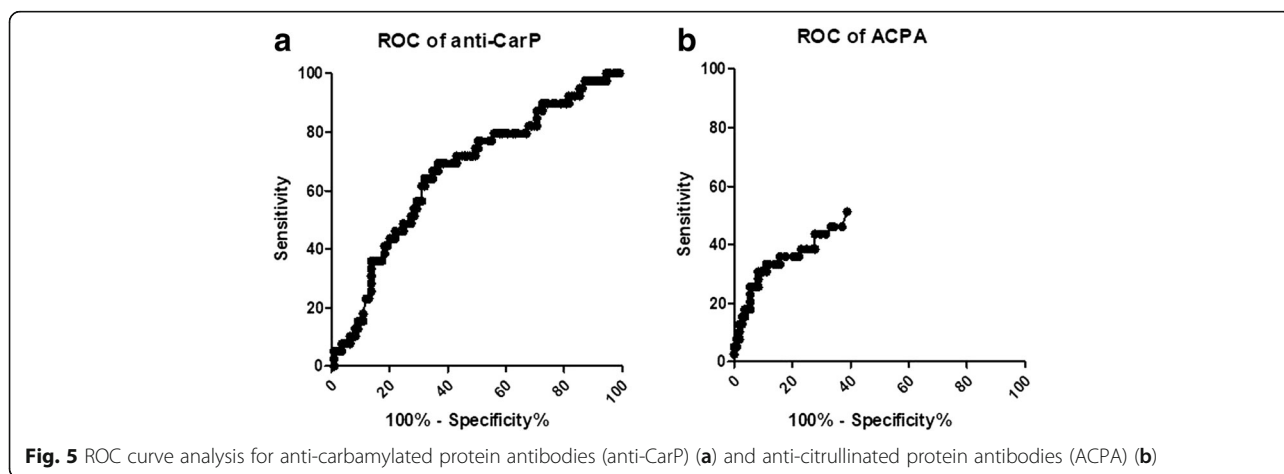 a
ROC of anti-CarP
100
80
60
40
20
0
Sensitivity
0 20 40 60 80 100
100% - Specificity%
b
ROC of ACPA
100
80
60
40
20
0
Sensitivity
0 20 40 60 80 100
100% - Specificity%
Fig. 5 ROC curve analysis for anti-carbamylated protein antibodies (anti-CarP) (a) and anti-citrullinated protein antibodies (ACPA) (b)